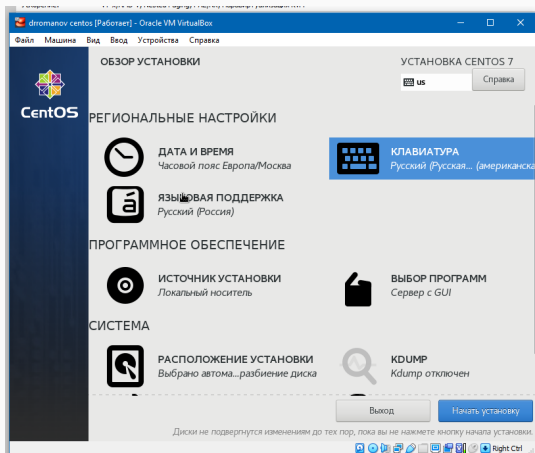 drromanov centos [Работает] - Oracle VM VirtualBox
Файл Машина Вид Ввод Устройства Справка
CentOS
ОБЗОР УСТАНОВКИ
УСТАНОВКА CENTOS 7
us
Справка
РЕГИОНАЛЬНЫЕ НАСТРОЙКИ
ДАТА И ВРЕМЯ
Часовой пояс Европа/Москва
КЛАВИАТУРА
Русский (Русская... (американска
ЯЗЫКОВАЯ ПОДДЕРЖКА
Русский (Россия)
ПРОГРАММНОЕ ОБЕСПЕЧЕНИЕ
ИСТОЧНИК УСТАНОВКИ
Локальный носитель
ВЫБОР ПРОГРАММ
Сервер с GUI
СИСТЕМА
РАСПОЛОЖЕНИЕ УСТАНОВКИ
Выбрано автома...разбиение диска
KDUMP
Kdump отключен
Выход
Начать установку
Диски не подвергнутся изменениям до тех пор, пока вы не нажмете кнопку начала установки.
Right Ctrl